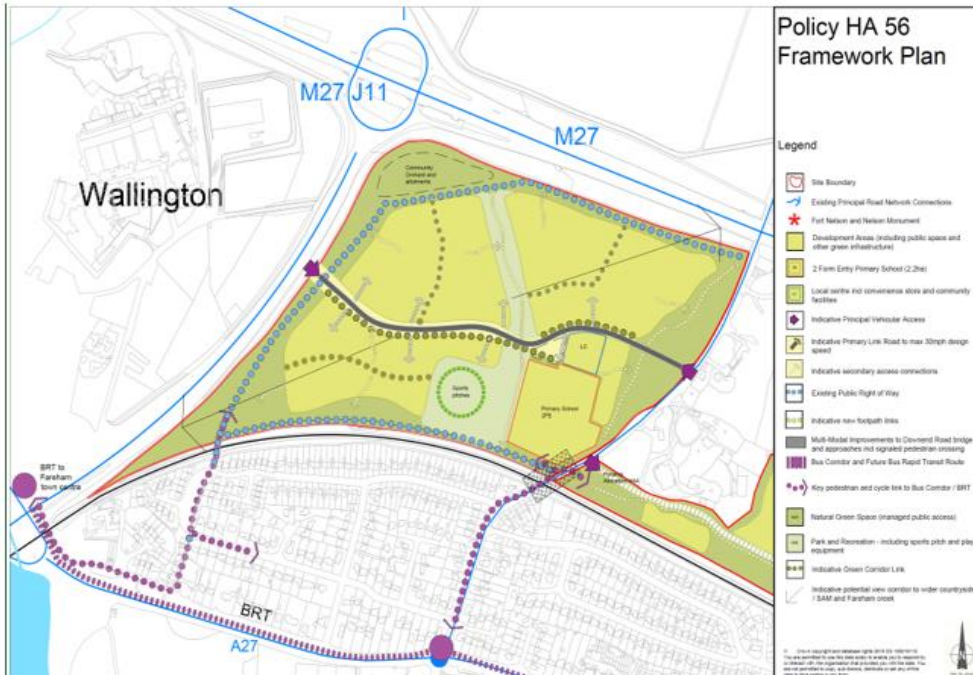 Policy HA 56
Framework Plan
M27 J11
M27
Wallington
Community
Orchard and
allotments
LC
Sports
pitches
Primary School
BRT to
Fareham
town centre
BRT
A27
Legend
Site Boundary
Existing Principal Road Network Connections
Fort Nelson and Nelson Monument
Development Areas (including public space and
other green infrastructure)
2 Form Entry Primary School (2.2ha)
Local centre incl convenience store and community
facilities
Indicative Principal Vehicular Access
Indicative Primary Link Road to max 30mph design
speed
Indicative secondary access connections
Existing Public Right of Way
Indicative new footpath links
Multi-Modal Improvements to Downend Road bridge
and approaches incl signaled pedestrian crossing
Bus Corridor and Future Bus Rapid Transit Route
Key pedestrian and cycle link to Bus Corridor / BRT
Natural Green Space (managed public access)
Park and Recreation - including sports pitch and play
equipment
Indicative Green Corridor Link
Indicative potential view corridor to wider countryside
/ SAM and Fareham creek